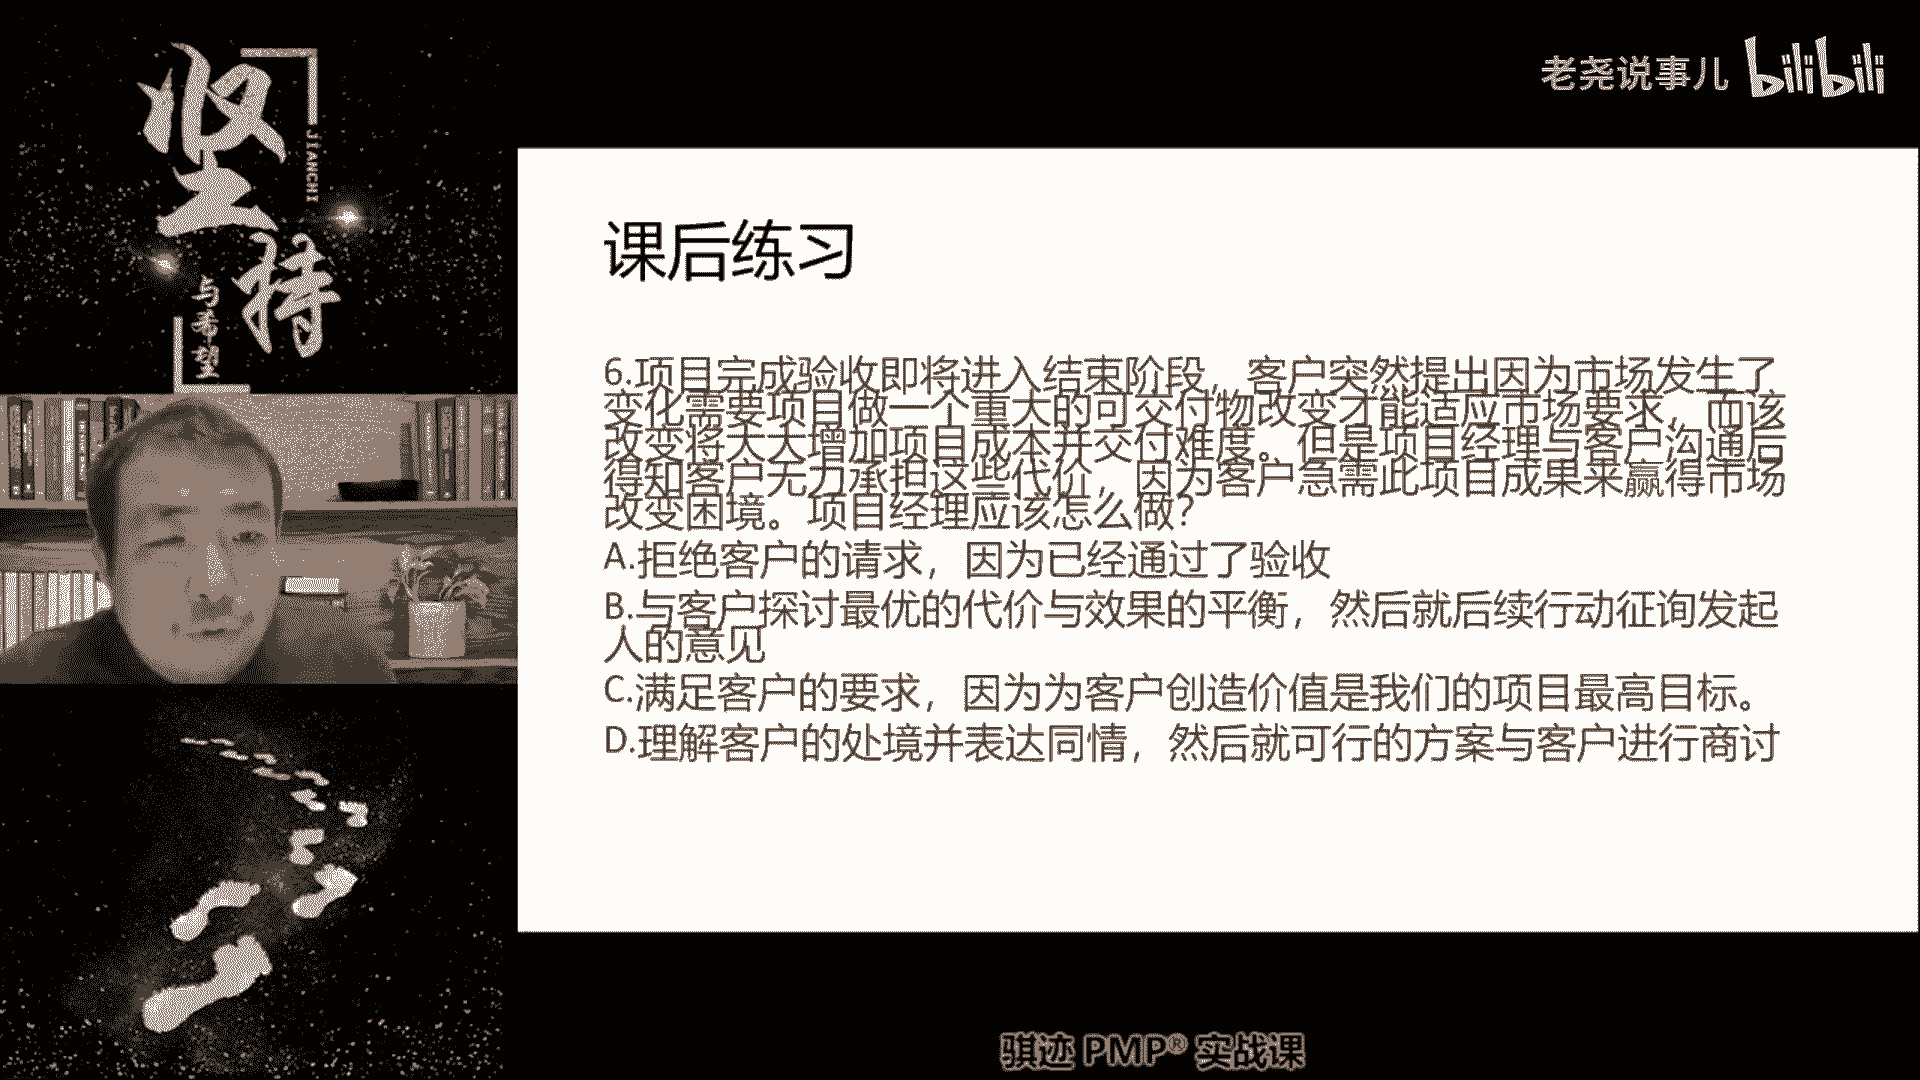 坚持
JIANCHI
与希望
老尧说事儿 bilibili
课后练习
6.项目完成验收即将进入结束阶段，客户突然提出因为市场发生了
变化需要项目做一个重大的可交付物改变才能适应市场要求，而该
改变将大大增加项目成本并交付难度。但是项目经理与客户沟通后
得知客户无力承担这些代价，因为客户急需此项目成果来赢得市场
改变困境。项目经理应该怎么做？
A.拒绝客户的请求，因为已经通过了验收
B.与客户探讨最优的代价与效果的平衡，然后就后续行动征询发起
人的意见
C.满足客户的要求，因为为客户创造价值是我们的项目最高目标。
D.理解客户的处境并表达同情，然后就可行的方案与客户进行商讨
骐迹 PMP® 实战课